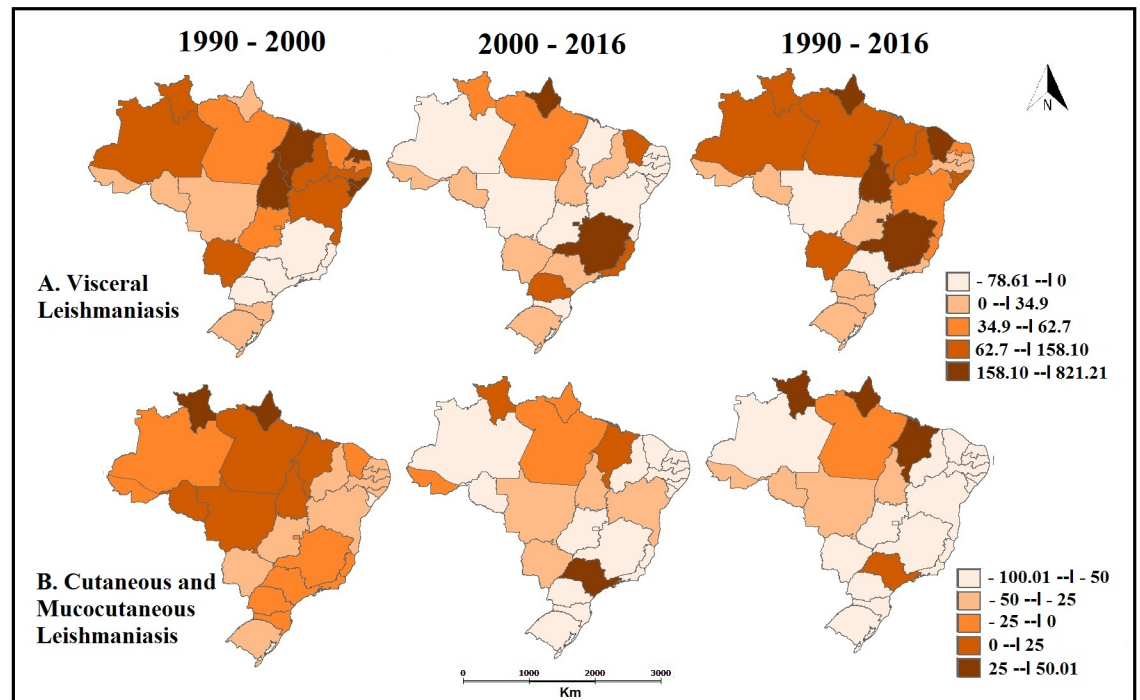 1990 - 2000
2000 - 2016
1990 - 2016
N
A. Visceral
Leishmaniasis
- 78.61 --l 0
0 --l 34.9
34.9 --l 62.7
62.7 --l 158.10
158.10 --l 821.21
B. Cutaneous and
Mucocutaneous
Leishmaniasis
- 100.01 --l - 50
- 50 --l - 25
- 25 --l 0
0 --l 25
25 --l 50.01
0 1000 2000 3000
Km